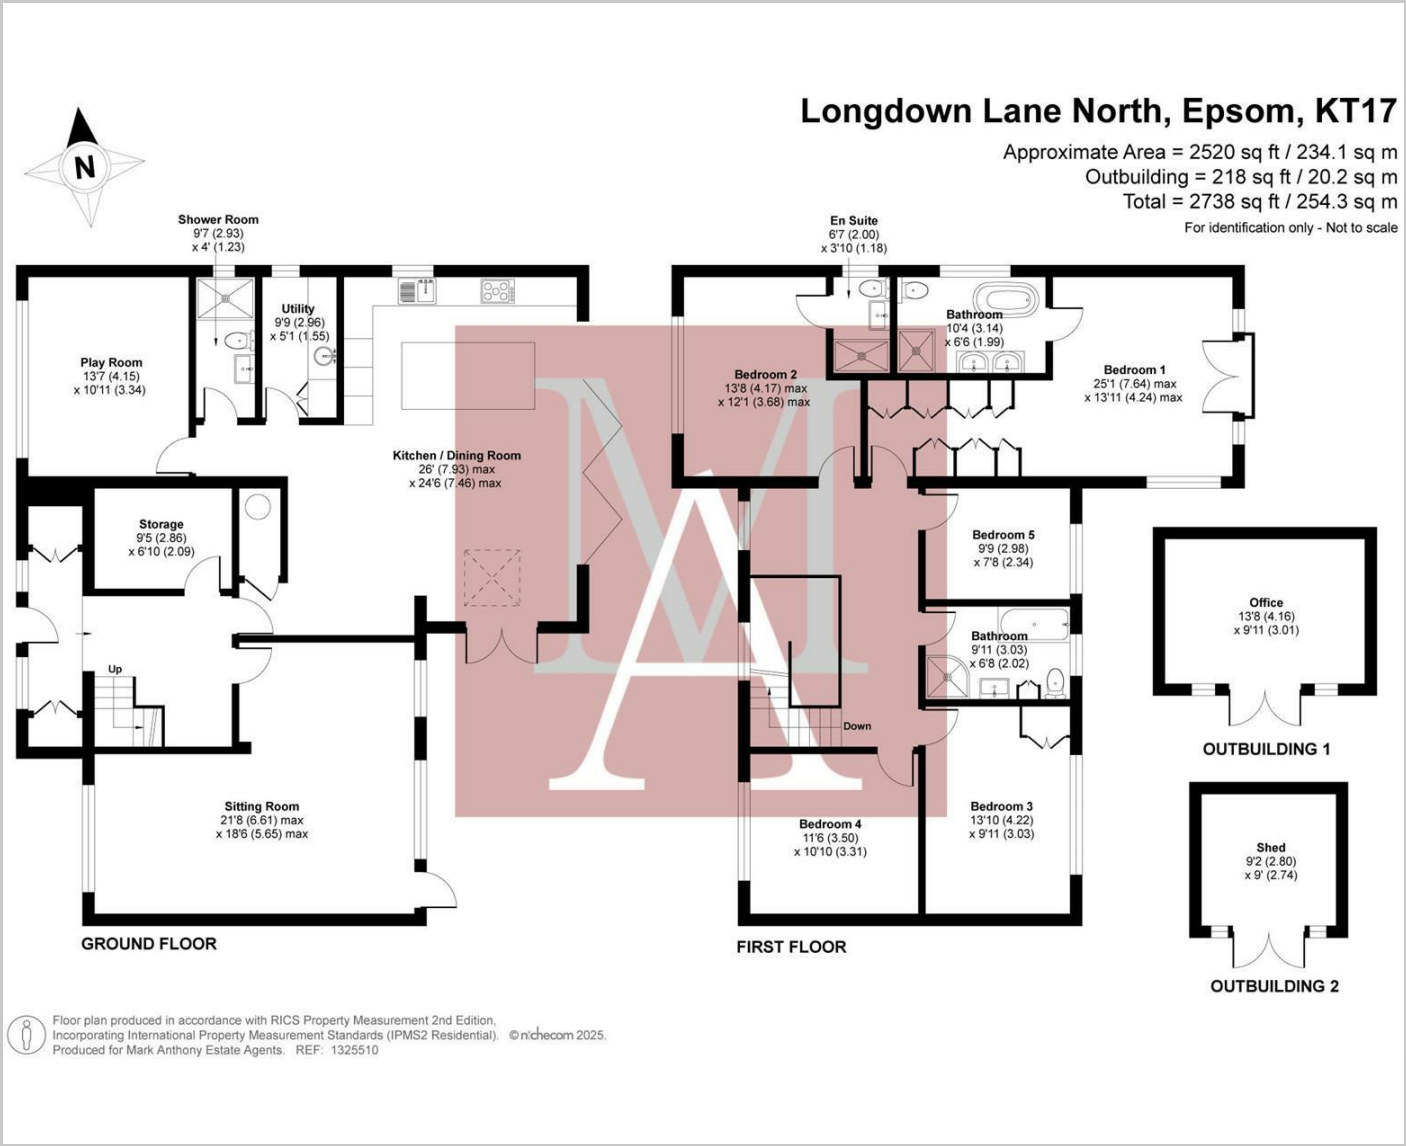 Longdown Lane North, Epsom, KT17
Approximate Area = 2520 sq ft / 234.1 sq m
Outbuilding = 218 sq ft / 20.2 sq m
Total = 2738 sq ft / 254.3 sq m
For identification only - Not to scale
N
Shower Room
9'7 (2.93)
x 4' (1.23)
Utility
9'9 (2.96)
x 5'1 (1.55)
Play Room
13'7 (4.15)
x 10'11 (3.34)
Kitchen / Dining Room
26' (7.93) max
x 24'6 (7.46) max
Storage
9'5 (2.86)
x 6'10 (2.09)
Up
Sitting Room
21'8 (6.61) max
x 18'6 (5.65) max
GROUND FLOOR
En Suite
6'7 (2.00)
x 3'10 (1.18)
Bathroom
10'4 (3.14)
x 6'6 (1.99)
Bedroom 2
13'8 (4.17) max
x 12'1 (3.68) max
Bedroom 1
25'1 (7.64) max
x 13'11 (4.24) max
Bedroom 5
9'9 (2.98)
x 7'8 (2.34)
Bathroom
9'11 (3.03)
x 6'8 (2.02)
Down
Bedroom 4
11'6 (3.50)
x 10'10 (3.31)
Bedroom 3
13'10 (4.22)
x 9'11 (3.03)
FIRST FLOOR
M
A
Office
13'8 (4.16)
x 9'11 (3.01)
OUTBUILDING 1
Shed
9'2 (2.80)
x 9' (2.74)
OUTBUILDING 2
Floor plan produced in accordance with RICS Property Measurement 2nd Edition,
Incorporating International Property Measurement Standards (IPMS2 Residential). © nichecom 2025.
Produced for Mark Anthony Estate Agents. REF: 1325510